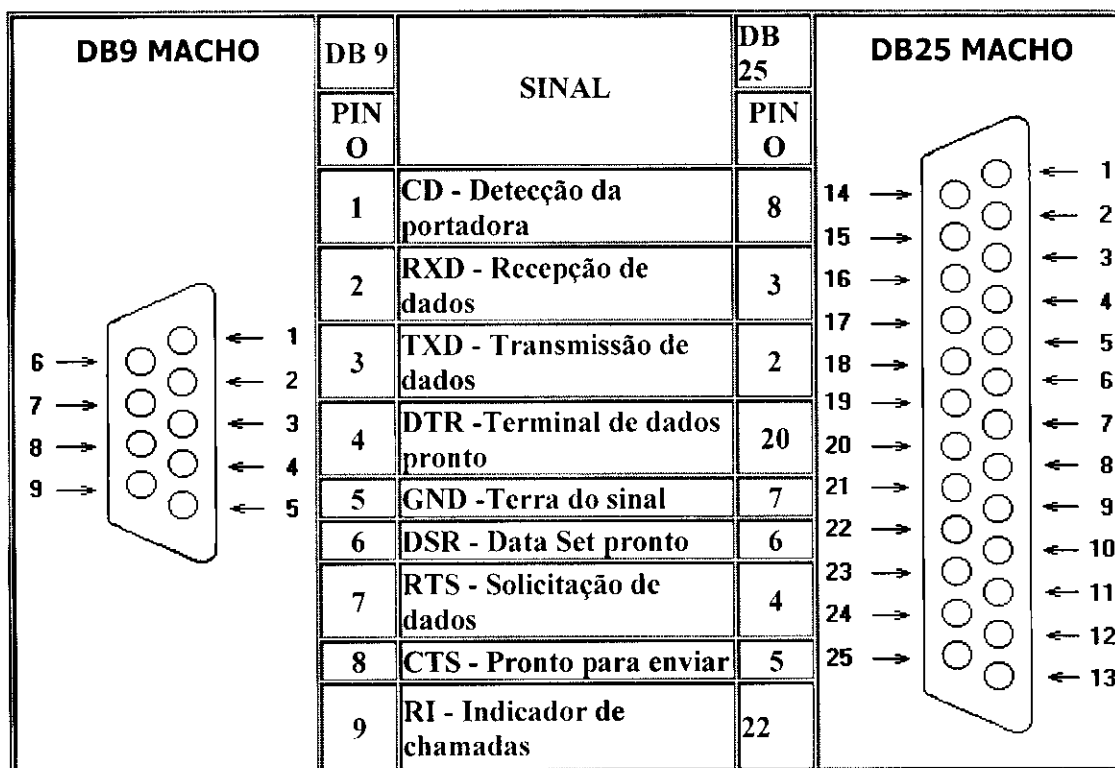 DB9 MACHO
DB 9
SINAL
DB
25
DB25 MACHO
PIN
O
PIN
O
1
CD - Detecção da
portadora
8
2
RXD - Recepção de
dados
3
3
TXD - Transmissão de
dados
2
4
DTR -Terminal de dados
pronto
20
5
GND -Terra do sinal
7
6
DSR - Data Set pronto
6
7
RTS - Solicitação de
dados
4
8
CTS - Pronto para enviar
5
9
RI - Indicador de
chamadas
22
6
7
8
9
1
2
3
4
5
14
15
16
17
18
19
20
21
22
23
24
25
1
2
3
4
5
6
7
8
9
10
11
12
13